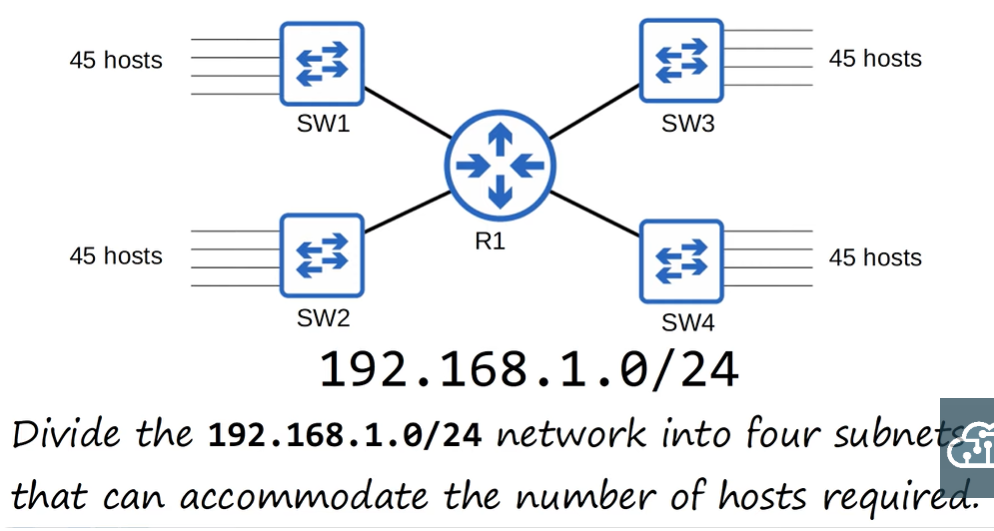 45 hosts
SW1
45 hosts
SW3
R1
45 hosts
SW2
45 hosts
SW4
192.168.1.0/24
Divide the 192.168.1.0/24 network into four subnets
that can accommodate the number of hosts required.